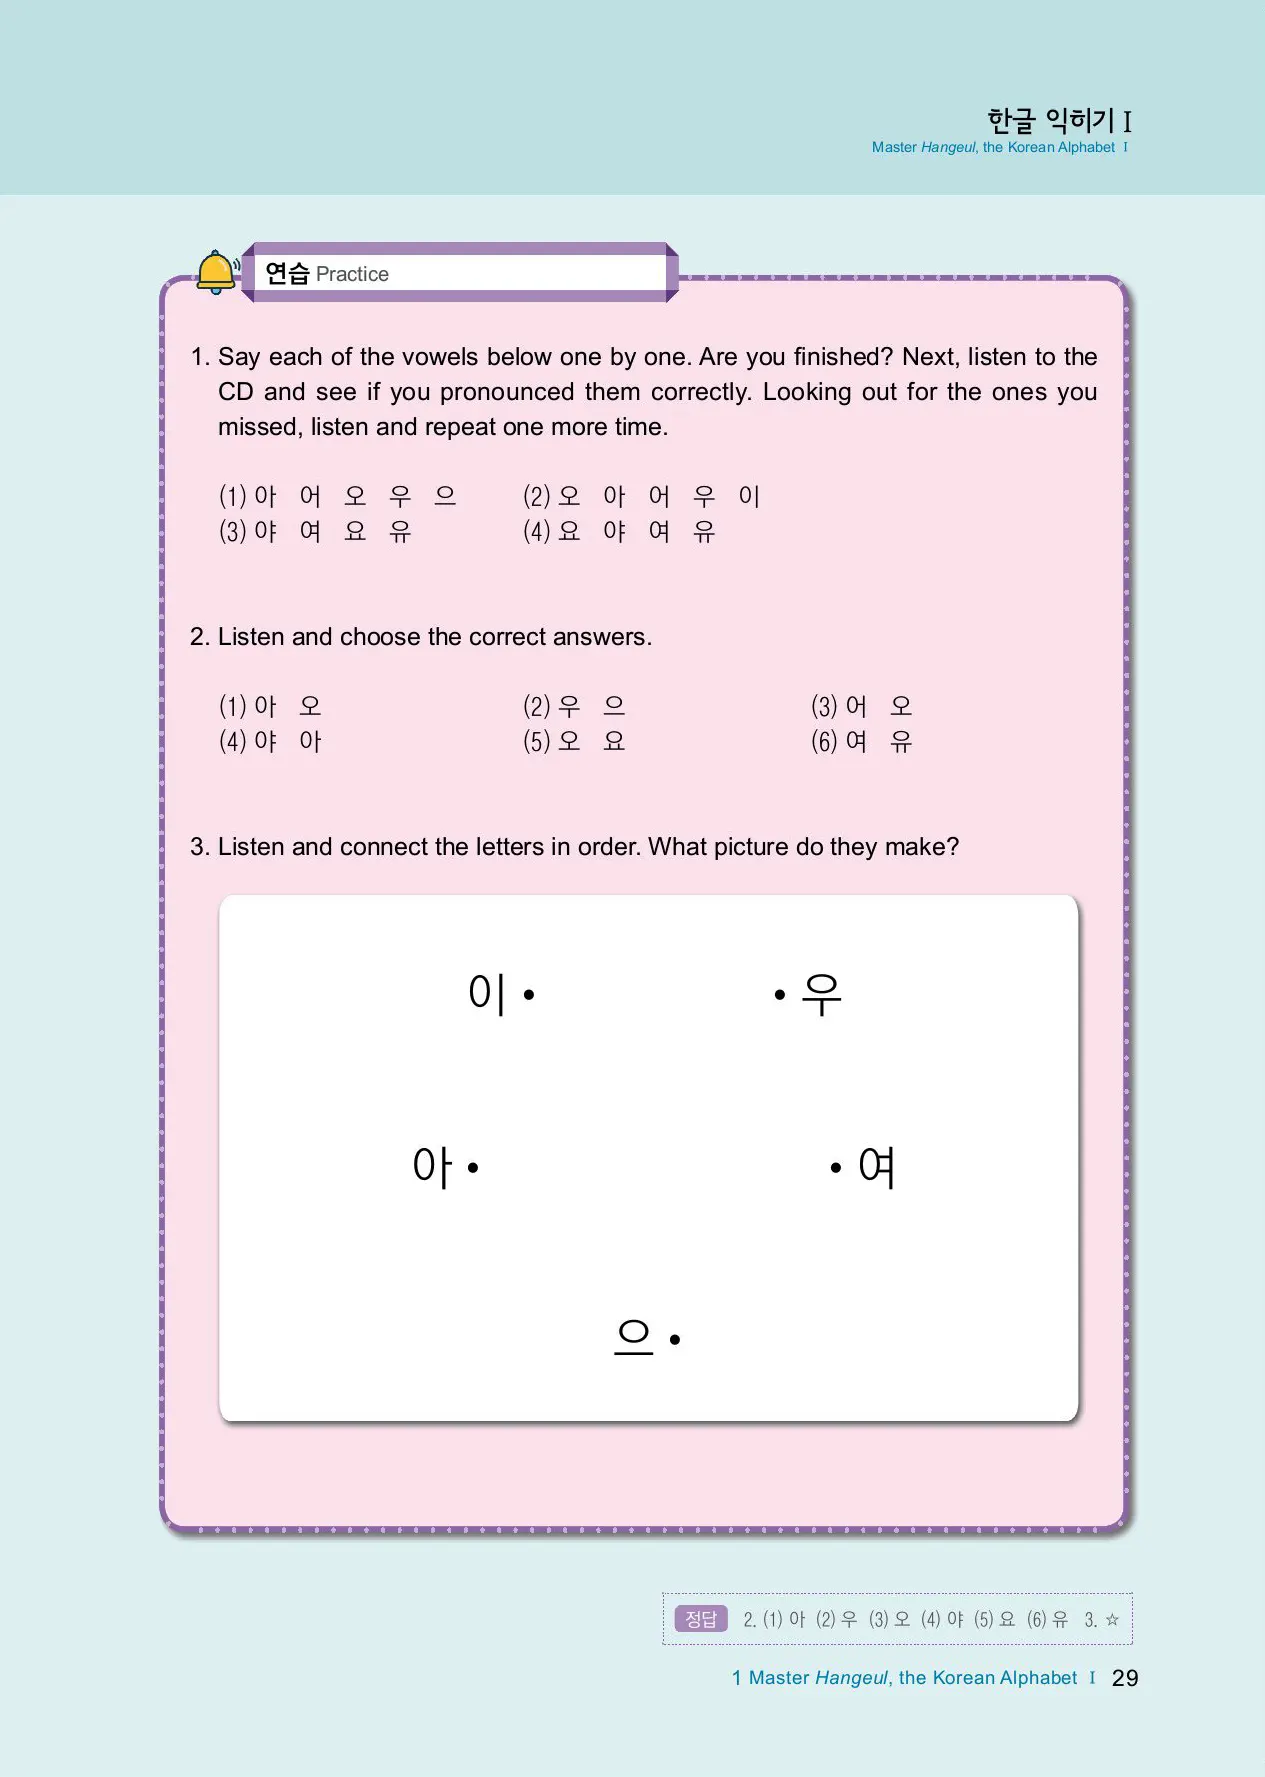 한글 익히기 I
Master Hangeul, the Korean Alphabet I
연습 Practice
1. Say each of the vowels below one by one. Are you finished? Next, listen to the
CD and see if you pronounced them correctly. Looking out for the ones you
missed, listen and repeat one more time.
(1) 아 어 오 우 으 (2) 오 아 어 우 이
(3) 야 여 요 유 (4) 요 야 여 유
2. Listen and choose the correct answers.
(1) 아 오 (2) 우 으 (3) 어 오
(4) 야 아 (5) 오 요 (6) 여 유
3. Listen and connect the letters in order. What picture do they make?
이 • • 우
아 • • 여
으 •
정답 2. (1) 아 (2) 우 (3) 오 (4) 야 (5) 요 (6) 유 3. ☆
1 Master Hangeul, the Korean Alphabet I 29